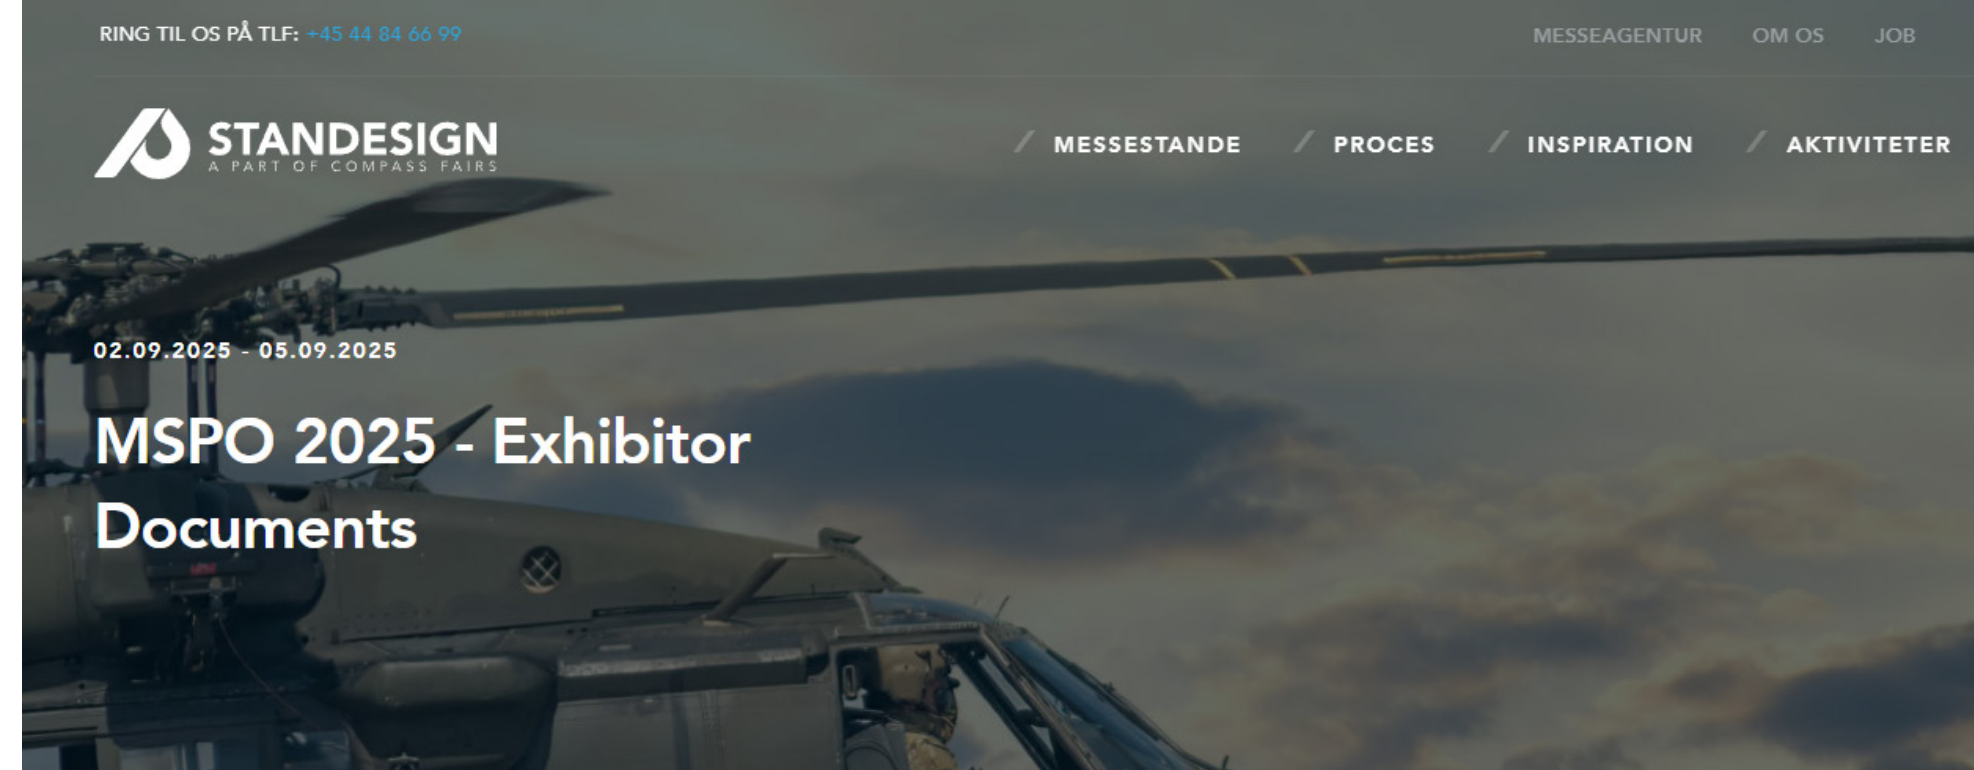 RING TIL OS PÅ TLF: +45 44 84 66 99
MESSEAGENTUR OM OS JOB
STANDESIGN
A PART OF COMPASS FAIRS
/ MESSESTANDE / PROCES / INSPIRATION / AKTIVITETER
02.09.2025 - 05.09.2025
MSPO 2025 - Exhibitor
Documents